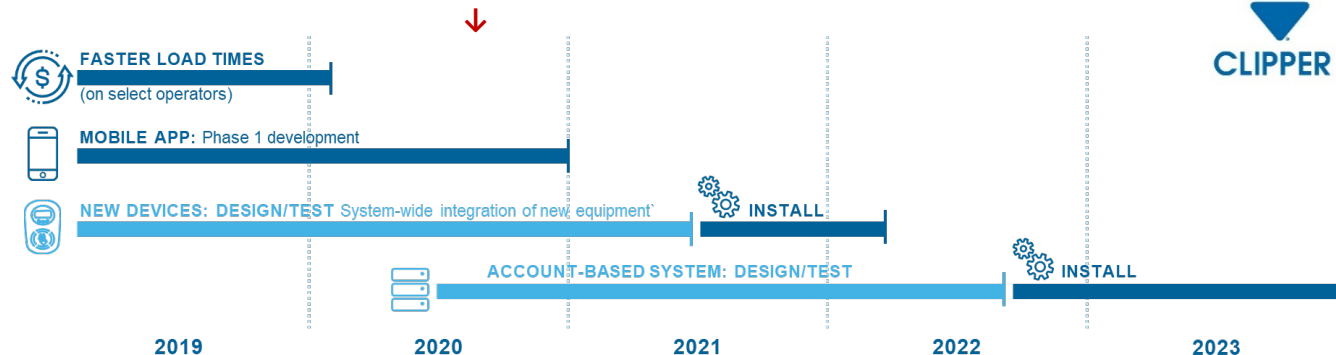 CLIPPER
FASTER LOAD TIMES
$
(on select operators)
MOBILE APP: Phase 1 development
NEW DEVICES: DESIGN/TEST System-wide integration of new equipment`
INSTALL
ACCOUNT-BASED SYSTEM: DESIGN/TEST
INSTALL
2019 2020 2021 2022 2023